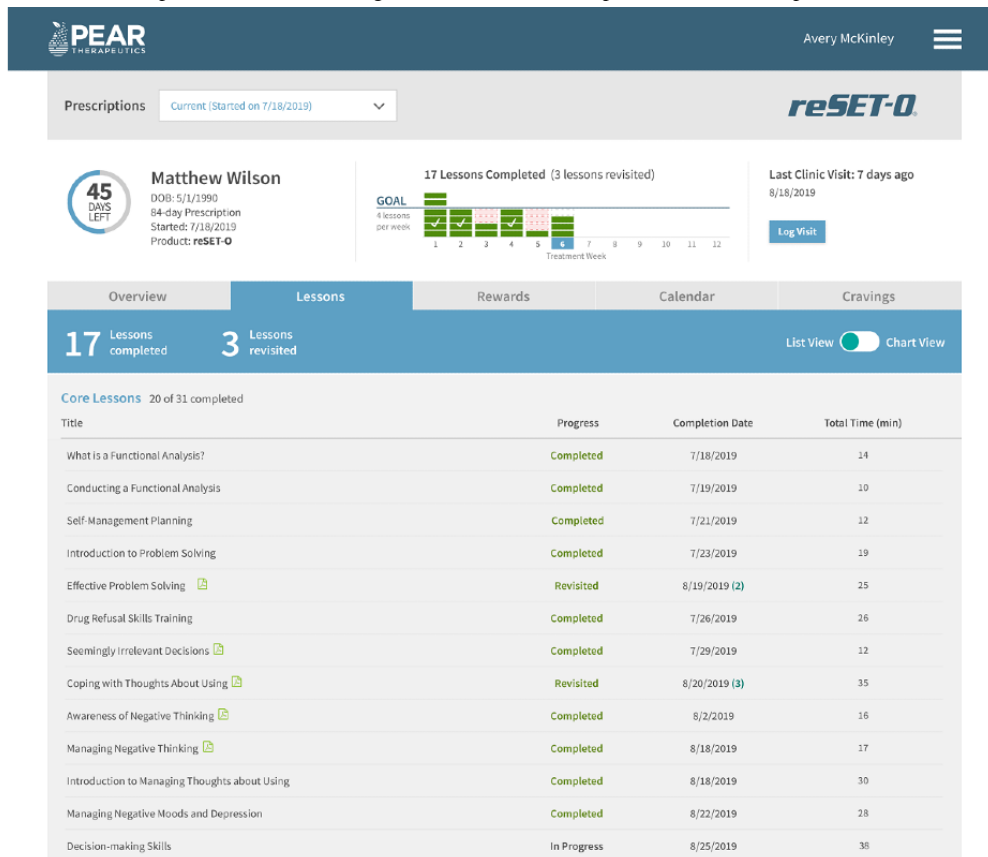 PEAR
THERAPEUTICS
Avery McKinley
Prescriptions
Current (Started on 7/18/2019)
reSET-O®
45
DAYS
LEFT
Matthew Wilson
DOB: 5/1/1990
84-day Prescription
Started: 7/18/2019
Product: reSET-O
17 Lessons Completed (3 lessons revisited)
GOAL
4 lessons
per week
1 2 3 4 5 6 7 8 9 10 11 12
Treatment Week
Last Clinic Visit: 7 days ago
8/18/2019
Log Visit
Overview Lessons Rewards Calendar Cravings
17 Lessons completed
3 Lessons revisited
List View Chart View
Core Lessons 20 of 31 completed
Title Progress Completion Date Total Time (min)
What is a Functional Analysis? Completed 7/18/2019 14
Conducting a Functional Analysis Completed 7/19/2019 10
Self-Management Planning Completed 7/21/2019 12
Introduction to Problem Solving Completed 7/23/2019 19
Effective Problem Solving Revisited 8/19/2019 (2) 25
Drug Refusal Skills Training Completed 7/26/2019 26
Seemingly Irrelevant Decisions Completed 7/29/2019 12
Coping with Thoughts About Using Revisited 8/20/2019 (3) 35
Awareness of Negative Thinking Completed 8/2/2019 16
Managing Negative Thinking Completed 8/18/2019 17
Introduction to Managing Thoughts about Using Completed 8/18/2019 30
Managing Negative Moods and Depression Completed 8/22/2019 28
Decision-making Skills In Progress 8/25/2019 38